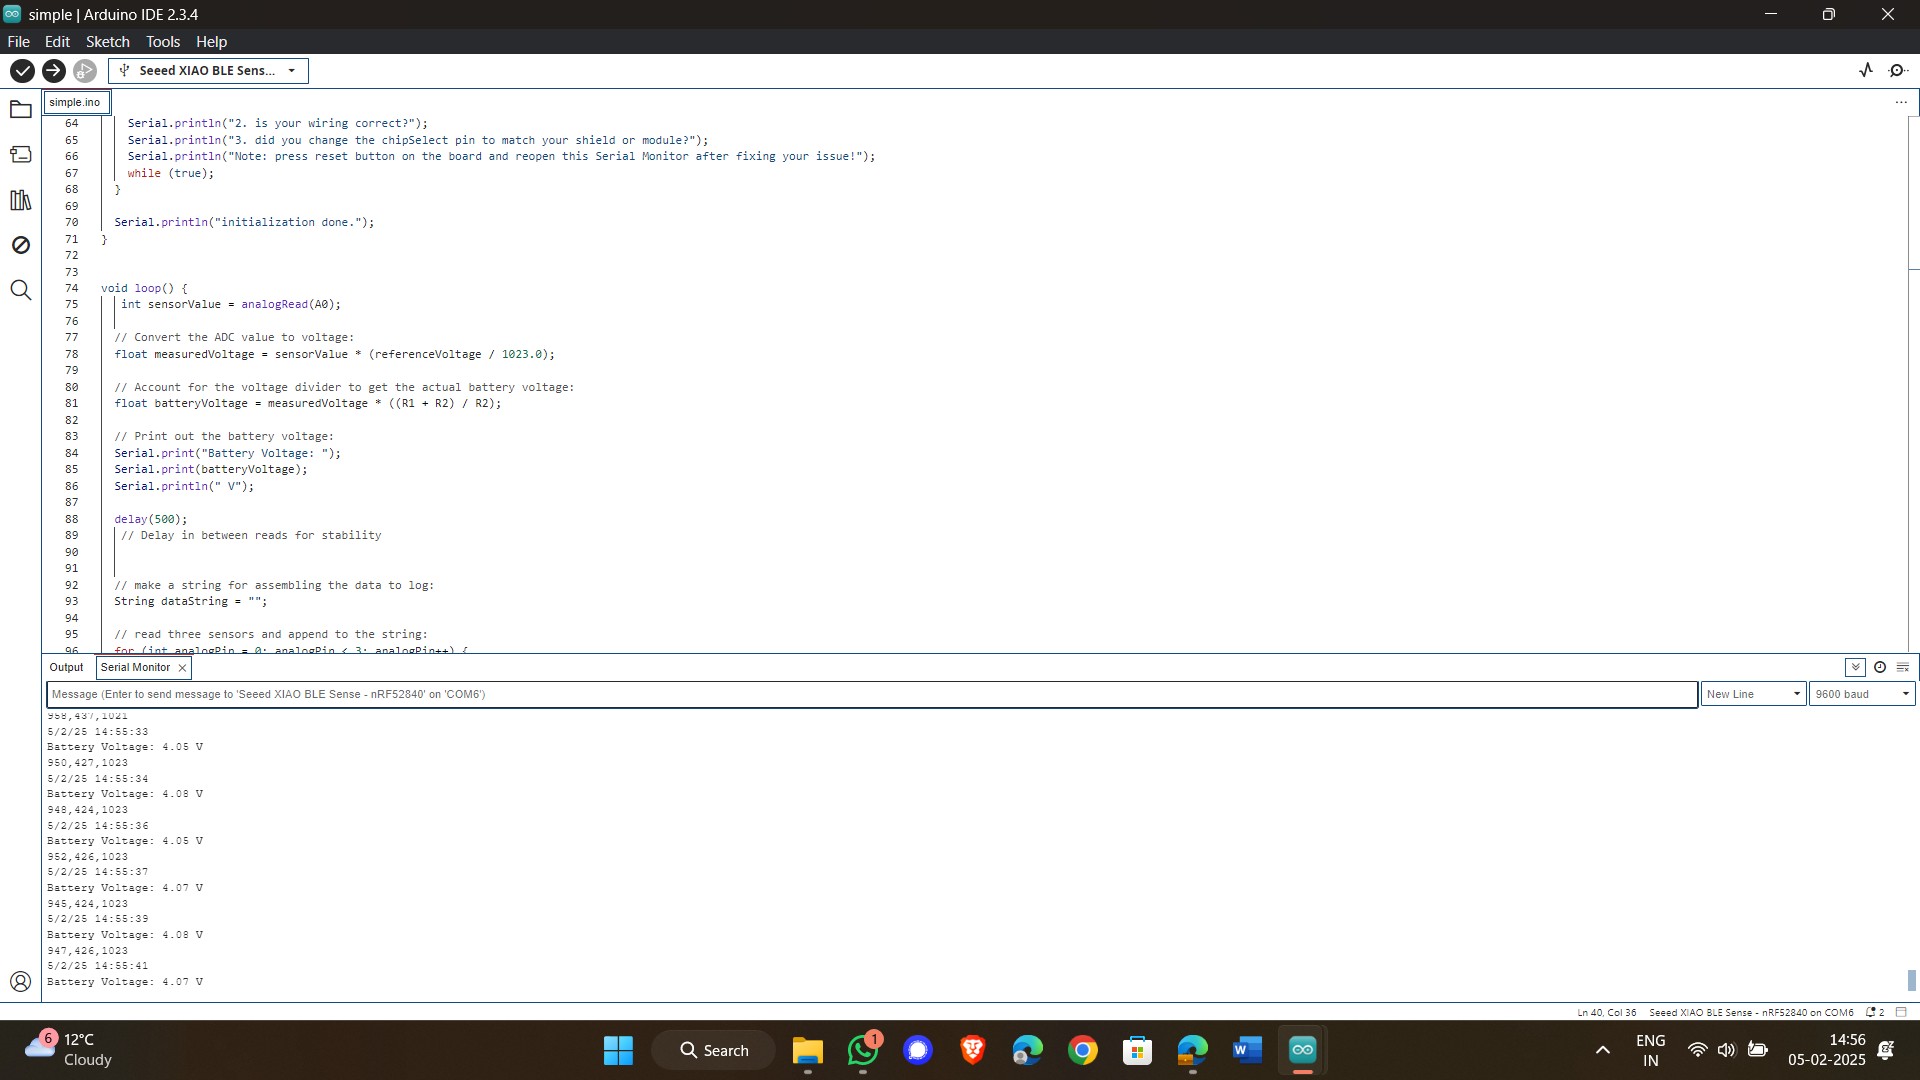 simple | Arduino IDE 2.3.4
File Edit Sketch Tools Help
Seeed XIAO BLE Sens...
simple.ino
64 Serial.println("2. is your wiring correct?");
65 Serial.println("3. did you change the chipSelect pin to match your shield or module?");
66 Serial.println("Note: press reset button on the board and reopen this Serial Monitor after fixing your issue!");
67 while (true);
68 }
69
70 Serial.println("initialization done.");
71 }
72
73
74 void loop() {
75 int sensorValue = analogRead(A0);
76
77 // Convert the ADC value to voltage:
78 float measuredVoltage = sensorValue * (referenceVoltage / 1023.0);
79
80 // Account for the voltage divider to get the actual battery voltage:
81 float batteryVoltage = measuredVoltage * ((R1 + R2) / R2);
82
83 // Print out the battery voltage:
84 Serial.print("Battery Voltage: ");
85 Serial.print(batteryVoltage);
86 Serial.println(" V");
87
88 delay(500);
89 // Delay in between reads for stability
90
91
92 // make a string for assembling the data to log:
93 String dataString = "";
94
95 // read three sensors and append to the string:
96 for (int analogPin = 0; analogPin < 3; analogPin++) {
Output Serial Monitor
Message (Enter to send message to 'Seeed XIAO BLE Sense - nRF52840' on 'COM6')
New Line
9600 baud
958,437,1021
5/2/25 14:55:33
Battery Voltage: 4.05 V
950,427,1023
5/2/25 14:55:34
Battery Voltage: 4.08 V
948,424,1023
5/2/25 14:55:36
Battery Voltage: 4.05 V
952,426,1023
5/2/25 14:55:37
Battery Voltage: 4.07 V
945,424,1023
5/2/25 14:55:39
Battery Voltage: 4.08 V
947,426,1023
5/2/25 14:55:41
Battery Voltage: 4.07 V
Ln 40, Col 36 Seeed XIAO BLE Sense - nRF52840 on COM6 2
6
12°C
Cloudy
Search
1
W
ENG
IN
14:56
05-02-2025